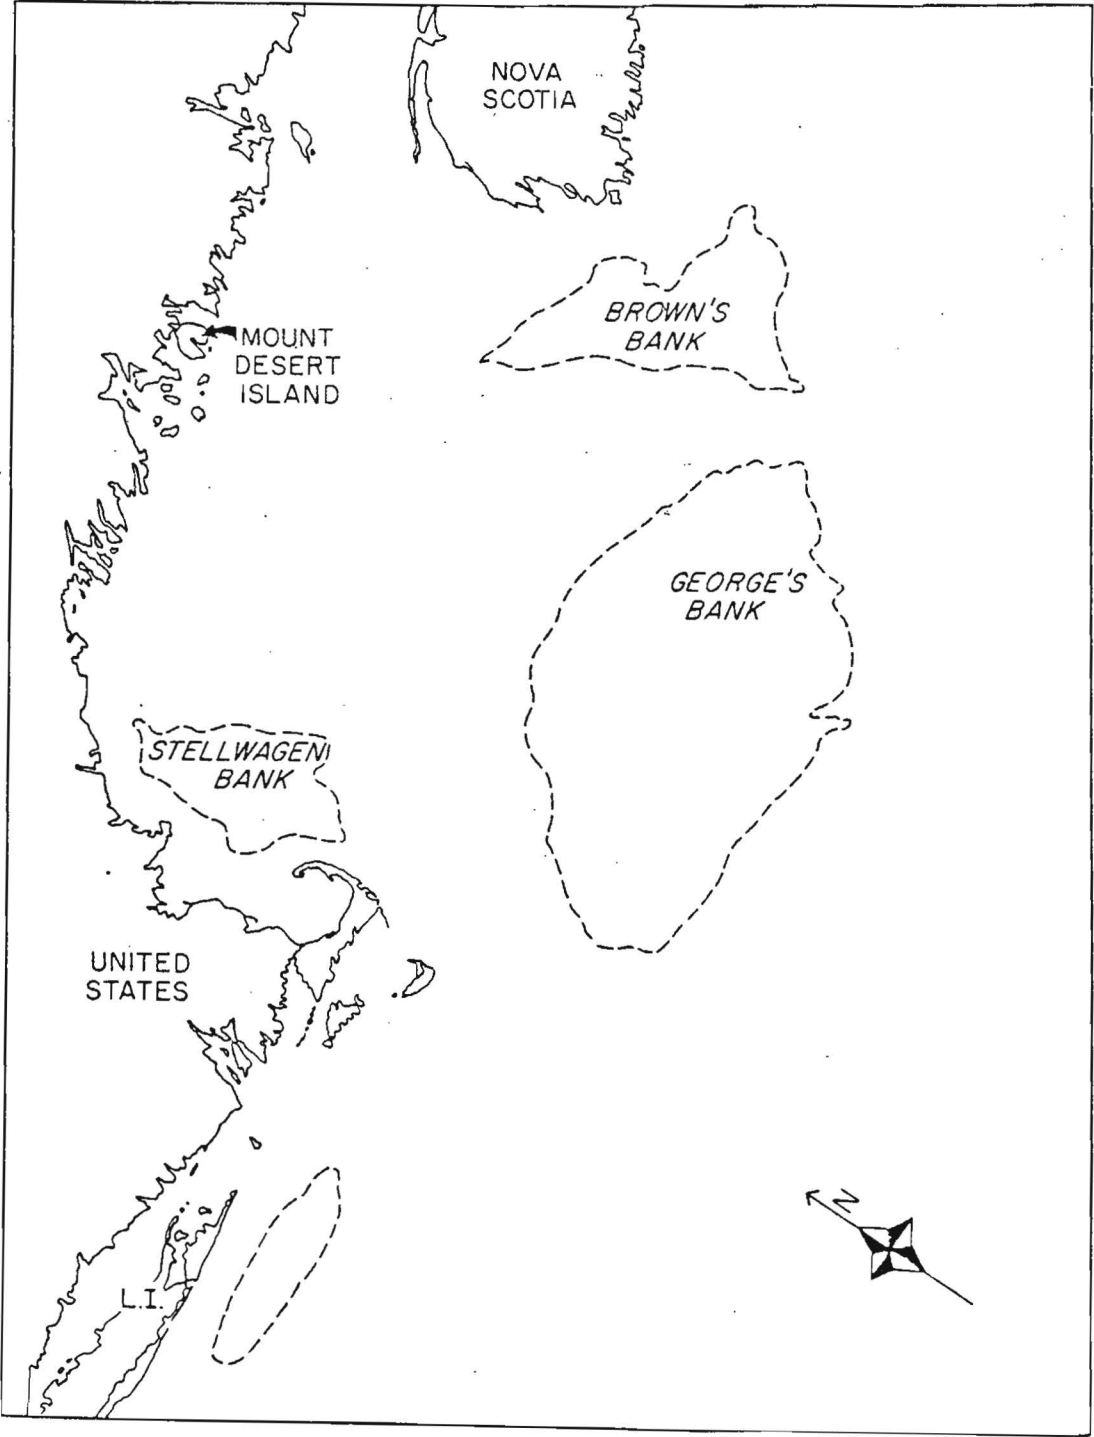 NOVA
SCOTIA
BROWN'S
BANK
MOUNT
DESERT
ISLAND
GEORGE'S
BANK
STELLWAGEN
BANK
UNITED
STATES
N
L.I.